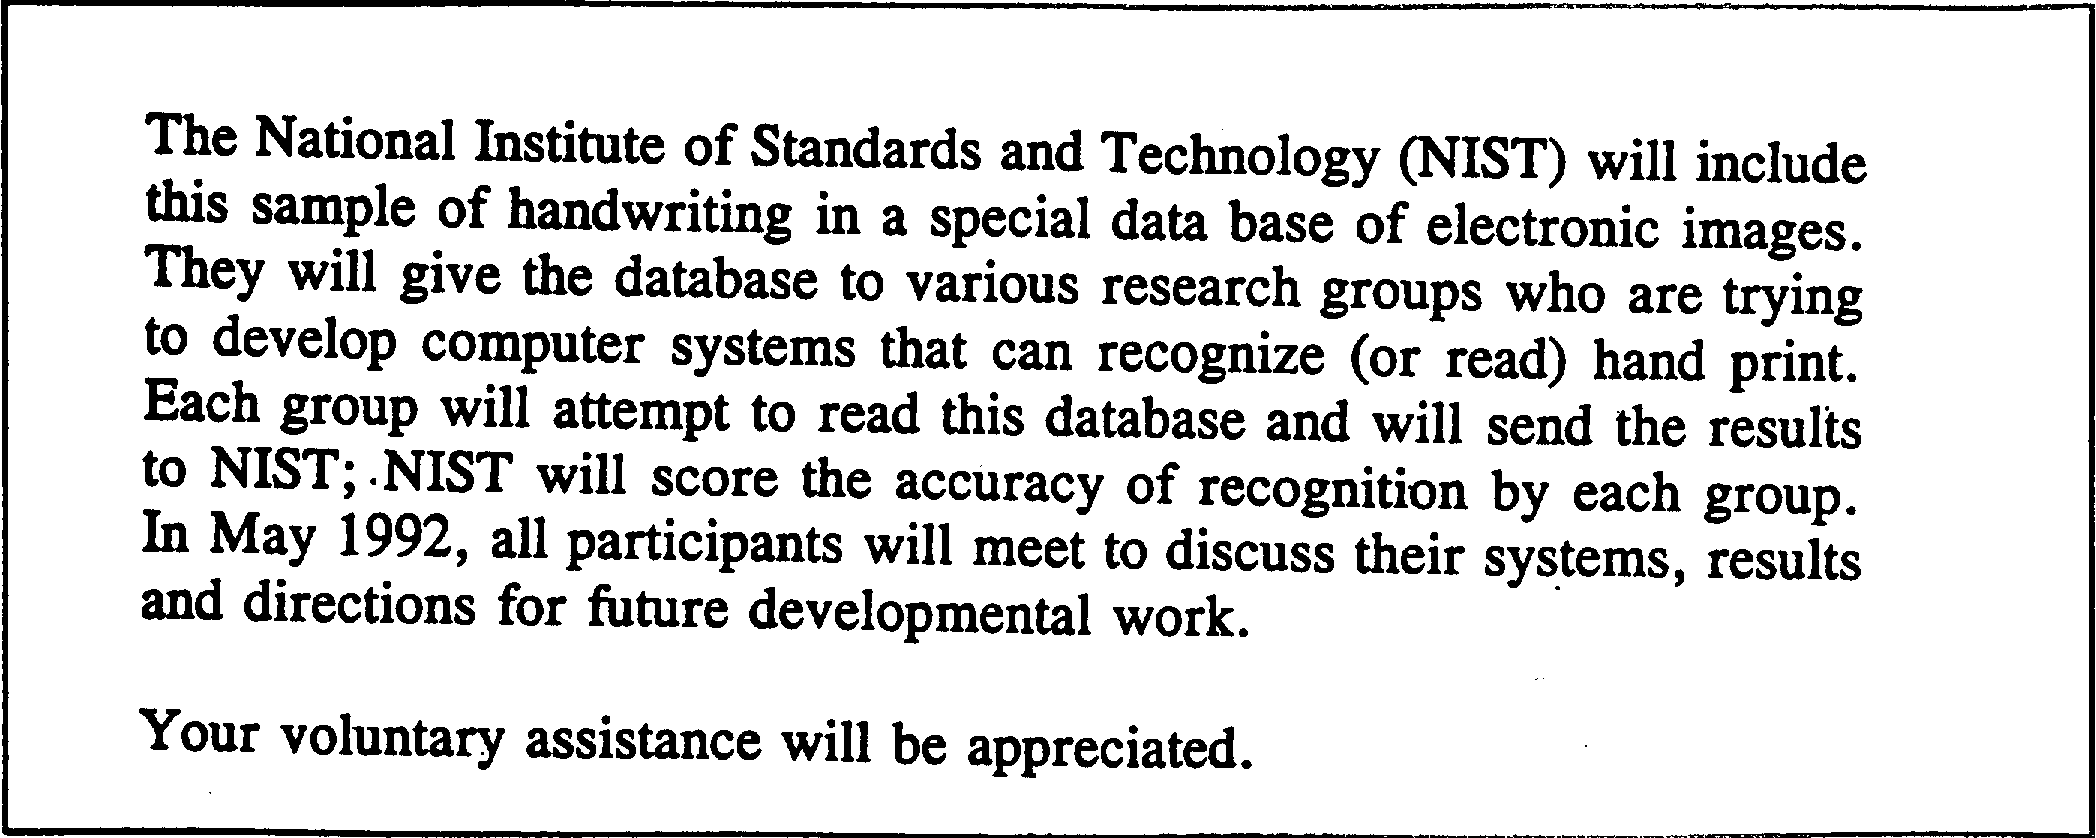 The National Institute of Standards and Technology (NIST) will include
this sample of handwriting in a special data base of electronic images.
They will give the database to various research groups who are trying
to develop computer systems that can recognize (or read) hand print.
Each group will attempt to read this database and will send the results
to NIST; NIST will score the accuracy of recognition by each group.
In May 1992, all participants will meet to discuss their systems, results
and directions for future developmental work.
Your voluntary assistance will be appreciated.